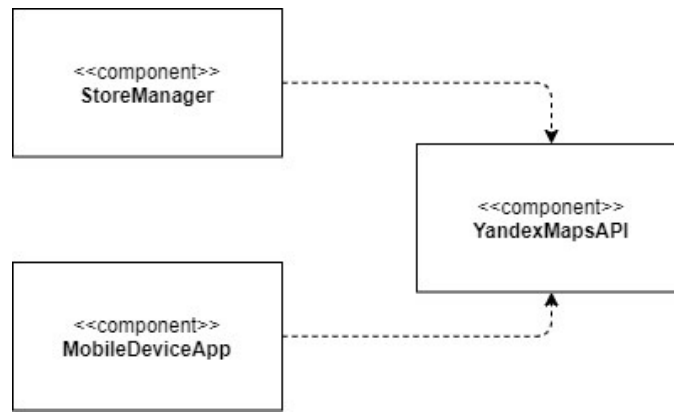 <<component>>
StoreManager
<<component>>
YandexMapsAPI
<<component>>
MobileDeviceApp